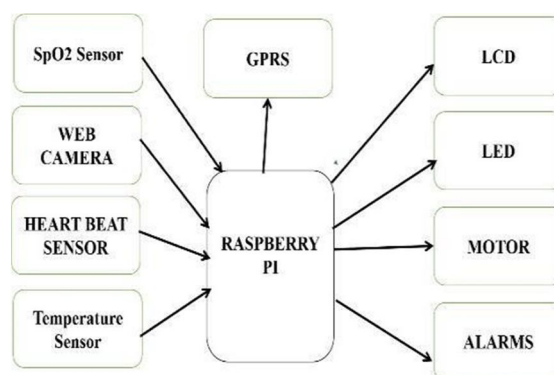 SpO2 Sensor
GPRS
LCD
WEB
CAMERA
LED
HEART BEAT
SENSOR
RASPBERRY
PI
MOTOR
Temperature
Sensor
ALARMS